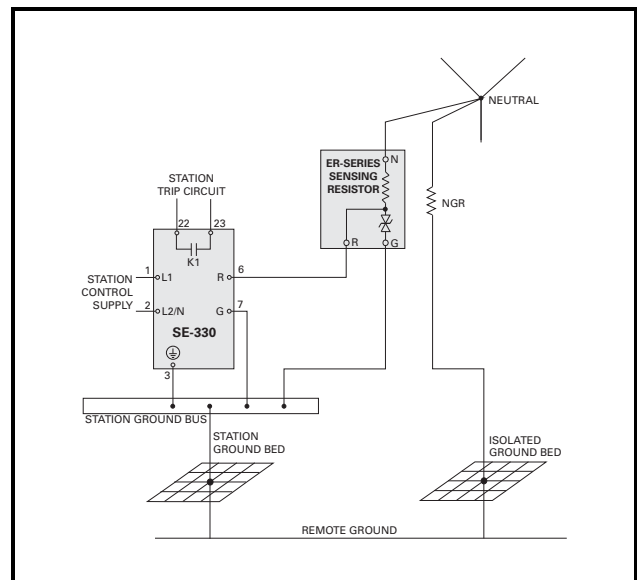 NEUTRAL
ER-SERIES
SENSING
RESISTOR
N
R
G
NGR
STATION
TRIP CIRCUIT
22
23
K1
STATION
CONTROL
SUPPLY
1
L1
2
L2/N
R
6
G
7
SE-330
3
STATION GROUND BUS
STATION
GROUND BED
ISOLATED
GROUND BED
REMOTE GROUND